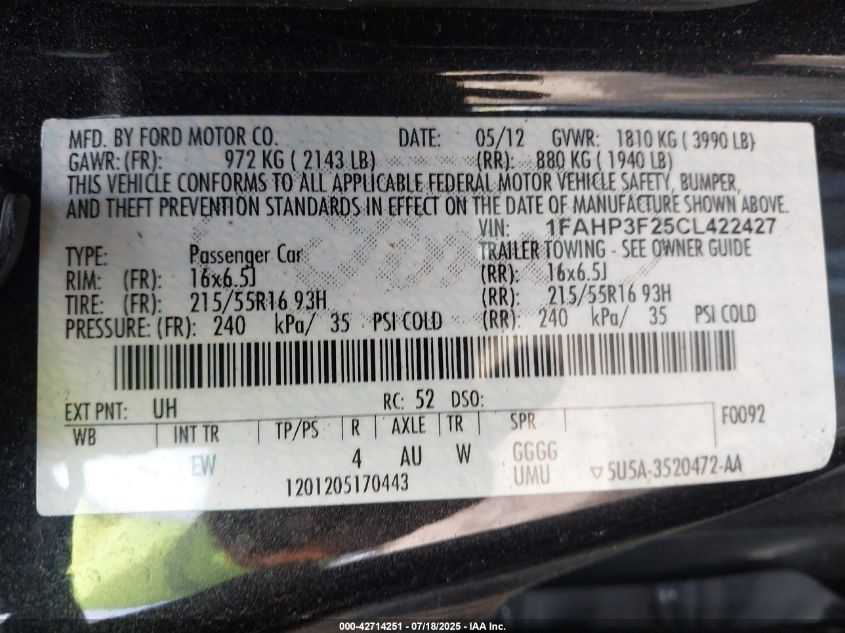 MFD. BY FORD MOTOR CO. DATE: 05/12 GVWR: 1810 KG ( 3990 LB)
GAWR: (FR): 972 KG ( 2143 LB) (RR): 880 KG ( 1940 LB)
THIS VEHICLE CONFORMS TO ALL APPLICABLE FEDERAL MOTOR VEHICLE SAFETY, BUMPER,
AND THEFT PREVENTION STANDARDS IN EFFECT ON THE DATE OF MANUFACTURE SHOWN ABOVE.
VIN: 1FAHP3F25CL422427
TYPE: Passenger Car TRAILER TOWING - SEE OWNER GUIDE
RIM: (FR): 16x6.5J (RR): 16x6.5J
TIRE: (FR): 215/55R16 93H (RR): 215/55R16 93H
PRESSURE: (FR): 240 kPa/ 35 PSI COLD (RR): 240 kPa/ 35 PSI COLD
EXT PNT: UH RC: 52 DSO: F0092
WB INT TR TP/PS R AXLE TR SPR
EW 4 AU W GGGG
UMU
1201205170443 5U5A-3520472-AA
000-42714251 07/18/2025 - IAA Inc.